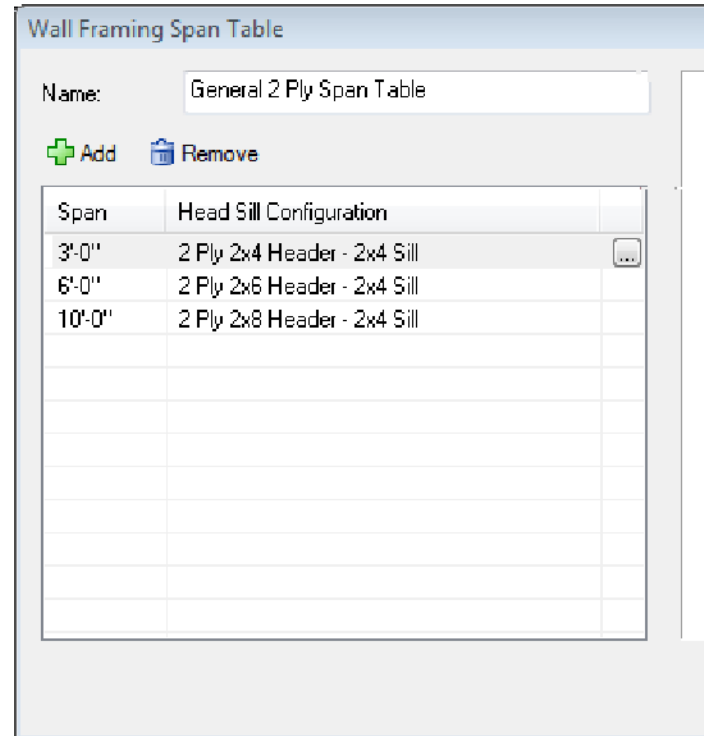 Wall Framing Span Table
Name: General 2 Ply Span Table
Add Remove
Span Head Sill Configuration
3'-0" 2 Ply 2x4 Header - 2x4 Sill ...
6'-0" 2 Ply 2x6 Header - 2x4 Sill
10'-0" 2 Ply 2x8 Header - 2x4 Sill